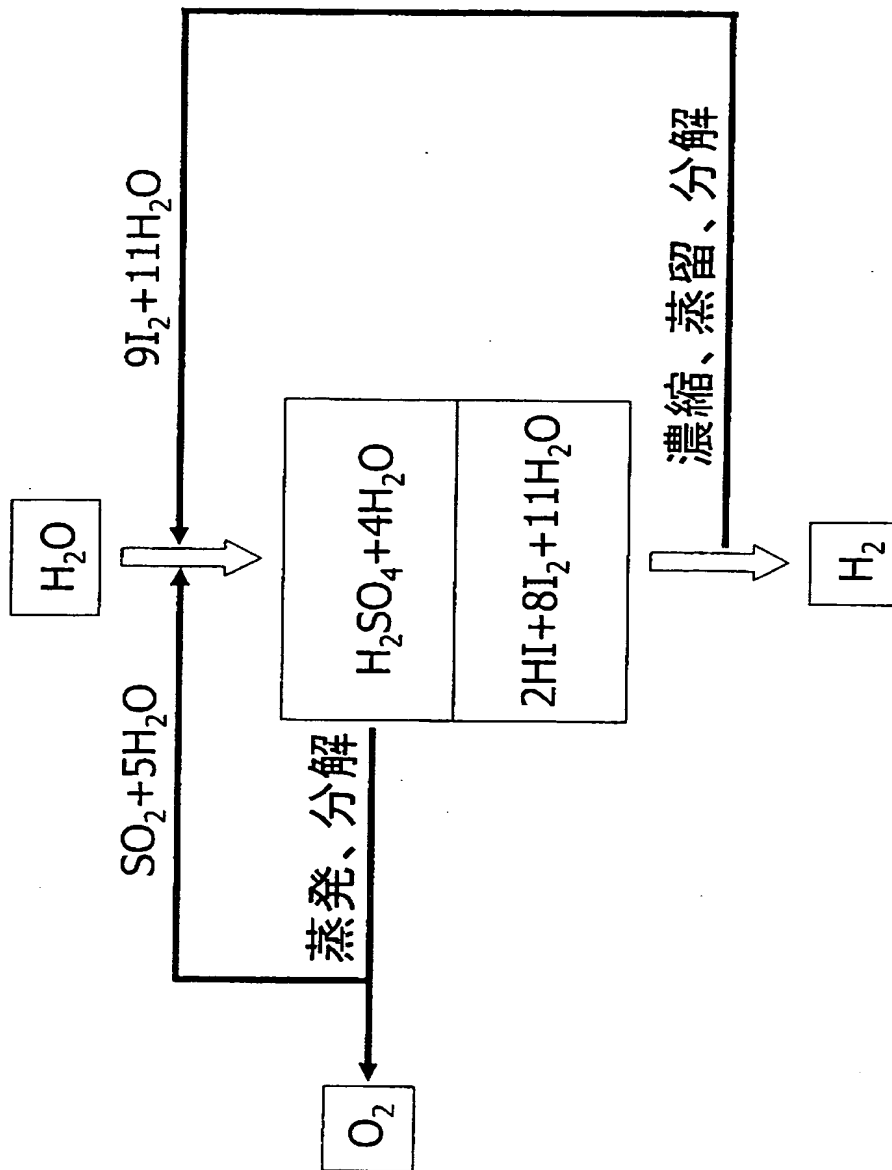 H₂O
SO₂+5H₂O
9I₂+11H₂O
H₂SO₄+4H₂O
2HI+8I₂+11H₂O
蒸発、分解
O₂
濃縮、蒸留、分解
H₂